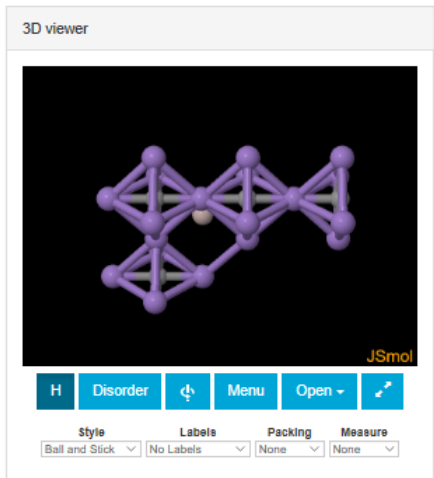 3D viewer
JSmol
H Disorder Menu Open
Style Labels Packing Measure
Ball and Stick No Labels None None